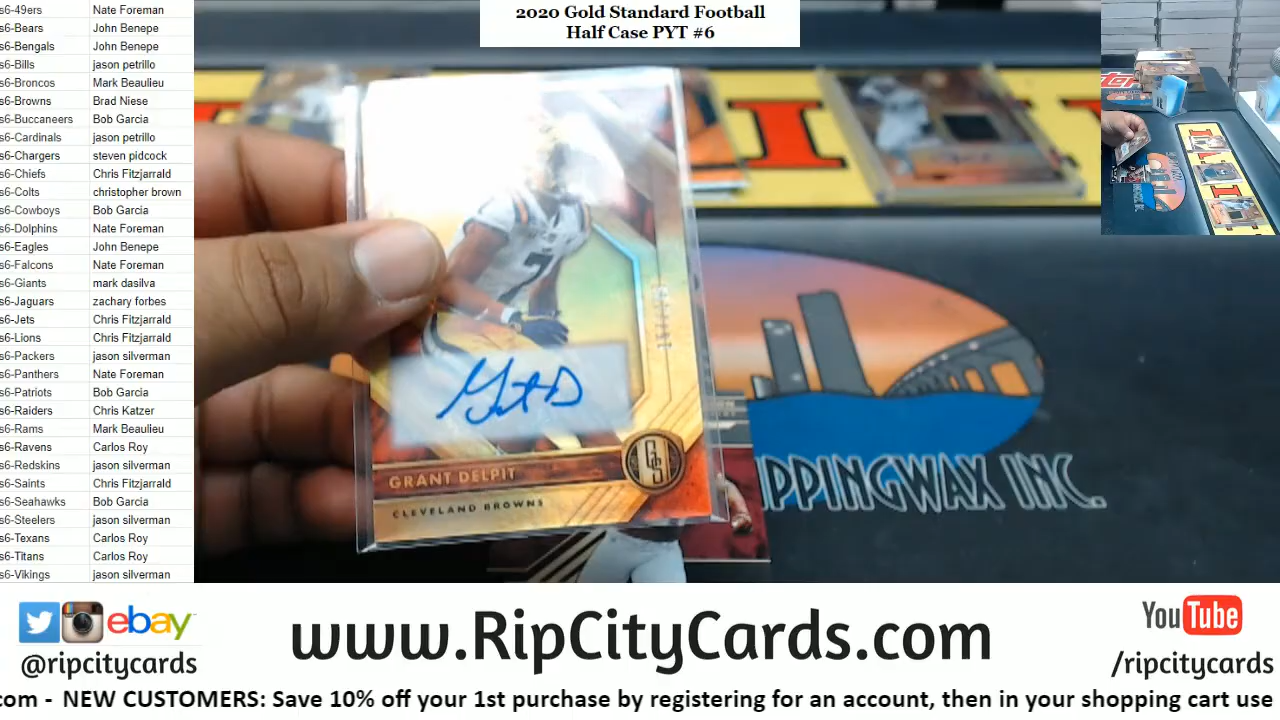 2020 Gold Standard Football
Half Case PYT #6
s6-49ers Nate Foreman
s6-Bears John Benepe
s6-Bengals John Benepe
s6-Bills jason petrillo
s6-Broncos Mark Beaulieu
s6-Browns Brad Niese
s6-Buccaneers Bob Garcia
s6-Cardinals jason petrillo
s6-Chargers steven pidcock
s6-Chiefs Chris Fitzjarrald
s6-Colts christopher brown
s6-Cowboys Bob Garcia
s6-Dolphins Nate Foreman
s6-Eagles John Benepe
s6-Falcons Nate Foreman
s6-Giants mark dasilva
s6-Jaguars zachary forbes
s6-Jets Chris Fitzjarrald
s6-Lions Chris Fitzjarrald
s6-Packers jason silverman
s6-Panthers Nate Foreman
s6-Patriots Bob Garcia
s6-Raiders Chris Katzer
s6-Rams Mark Beaulieu
s6-Ravens Carlos Roy
s6-Redskins jason silverman
s6-Saints Chris Fitzjarrald
s6-Seahawks Bob Garcia
s6-Steelers jason silverman
s6-Texans Carlos Roy
s6-Titans Carlos Roy
s6-Vikings jason silverman
7
GS
GRANT DELPIT
CLEVELAND BROWNS
IPPINGWAX INC.
ebay
@ripcitycards
www.RipCityCards.com
YouTube
/ripcitycards
com - NEW CUSTOMERS: Save 10% off your 1st purchase by registering for an account, then in your shopping cart use